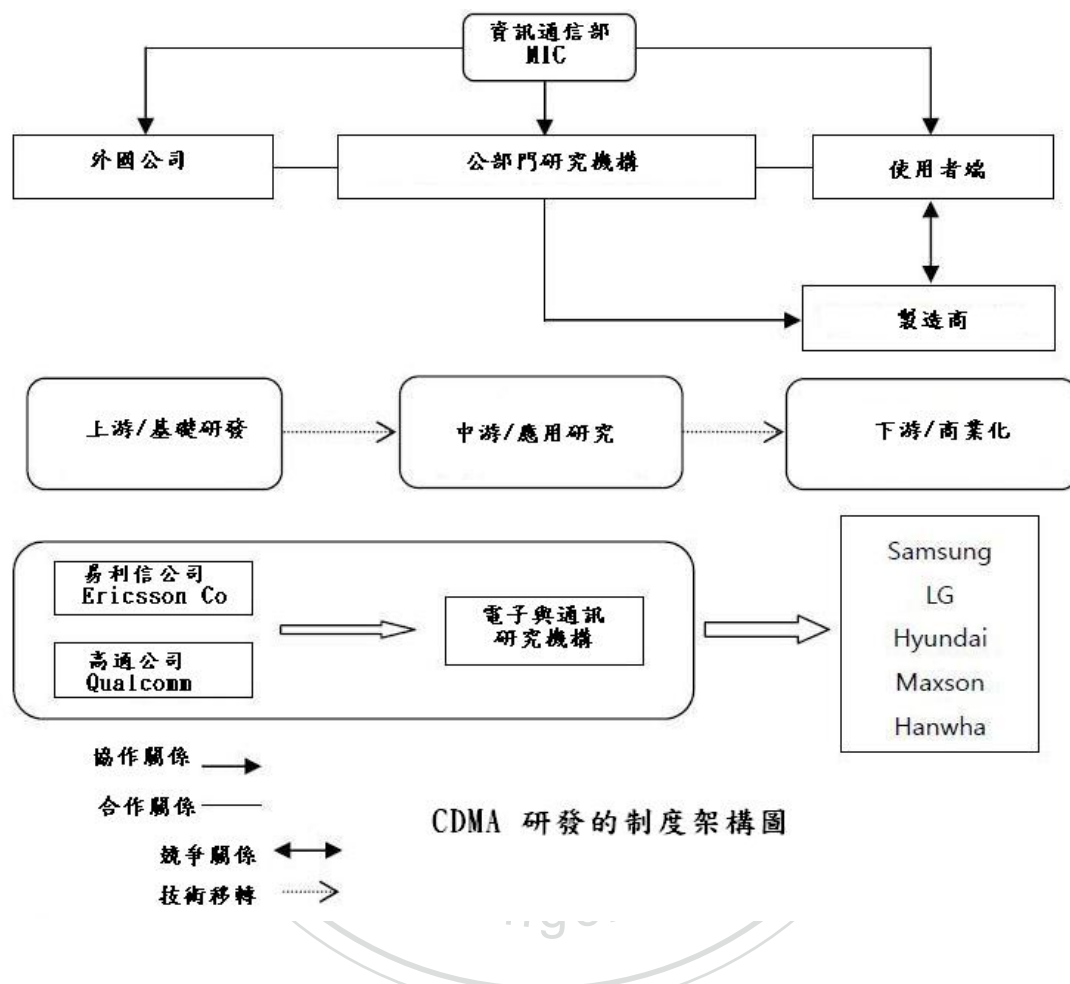 資訊通信部
MIC
外國公司
公部門研究機構
使用者端
製造商
上游/基礎研發
中游/應用研究
下游/商業化
易利信公司
Ericsson Co
高通公司
Qualcomm
電子與通訊
研究機構
Samsung
LG
Hyundai
Maxson
Hanwha
協作關係
合作關係
競爭關係
技術移轉
CDMA 研發的制度架構圖